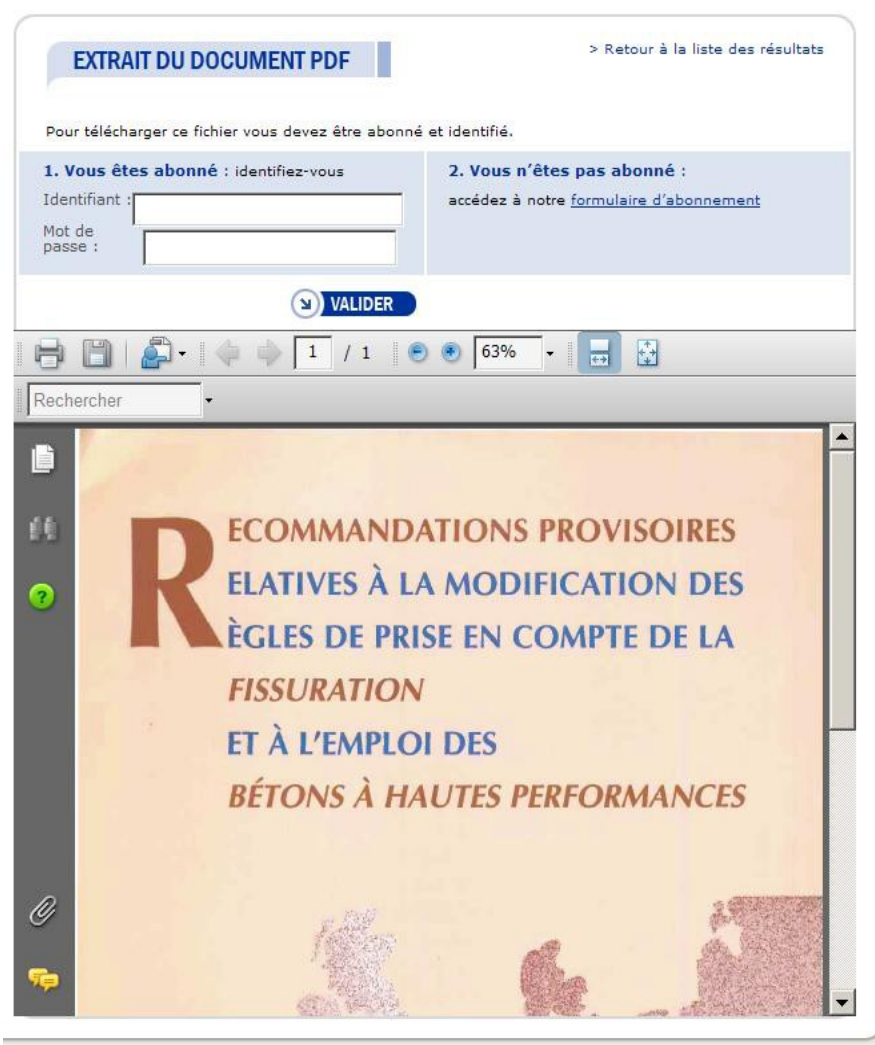 EXTRAIT DU DOCUMENT PDF
> Retour à la liste des résultats
Pour télécharger ce fichier vous devez être abonné et identifié.
1. Vous êtes abonné : identifiez-vous
Identifiant :
Mot de
passe :
2. Vous n'êtes pas abonné :
accédez à notre formulaire d'abonnement
VALIDER
1 / 1 63%
Rechercher
RECOMMANDATIONS PROVISOIRES
ELATIVES À LA MODIFICATION DES
ÈGLES DE PRISE EN COMPTE DE LA
FISSURATION
ET À L'EMPLOI DES
BÉTONS À HAUTES PERFORMANCES